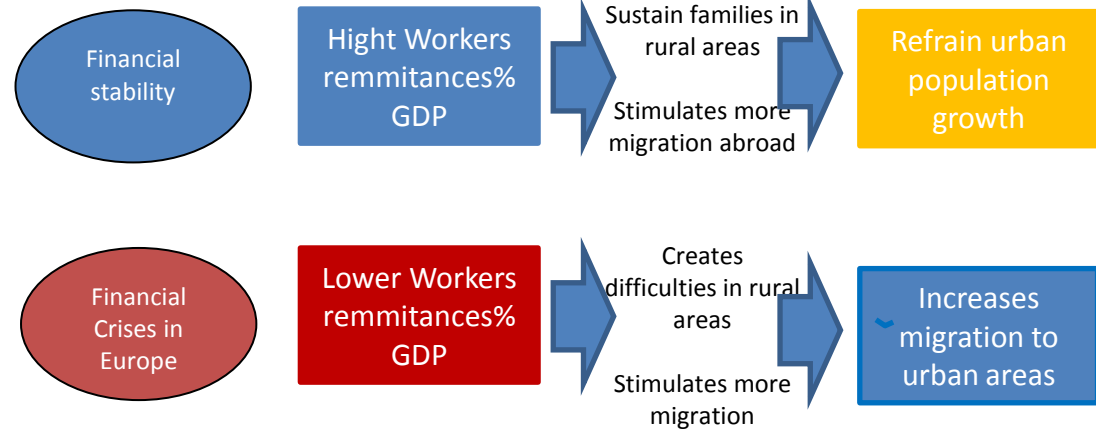 Financial
stability
Hight Workers
remmitances%
GDP
Sustain families in
rural areas
Stimulates more
migration abroad
Refrain urban
population
growth
Financial
Crises in
Europe
Lower Workers
remmitances%
GDP
Creates
difficulties in rural
areas
Stimulates more
migration
Increases
migration to
urban areas